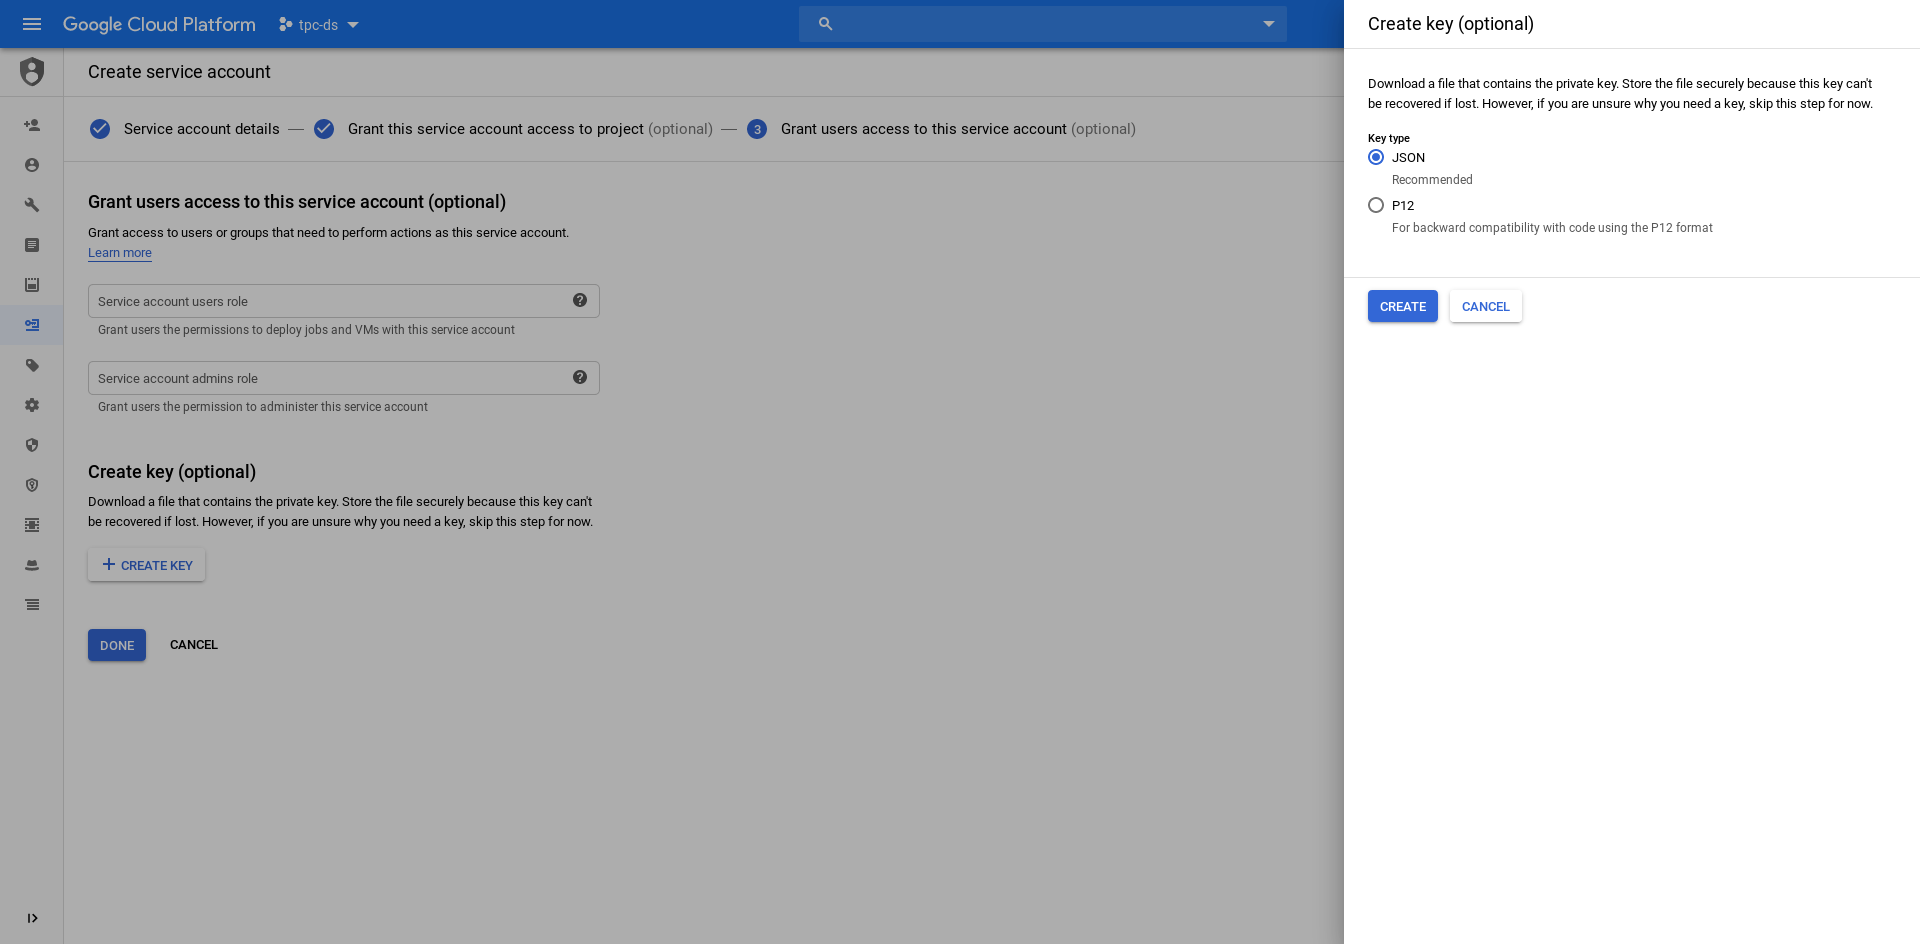 Google Cloud Platform
tpc-ds
Create service account
Service account details
Grant this service account access to project (optional)
3
Grant users access to this service account (optional)
Grant users access to this service account (optional)
Grant access to users or groups that need to perform actions as this service account.
Learn more
Service account users role
Grant users the permissions to deploy jobs and VMs with this service account
Service account admins role
Grant users the permission to administer this service account
Create key (optional)
Download a file that contains the private key. Store the file securely because this key can't
be recovered if lost. However, if you are unsure why you need a key, skip this step for now.
CREATE KEY
DONE
CANCEL
Create key (optional)
Download a file that contains the private key. Store the file securely because this key can't
be recovered if lost. However, if you are unsure why you need a key, skip this step for now.
Key type
JSON
Recommended
P12
For backward compatibility with code using the P12 format
CREATE
CANCEL